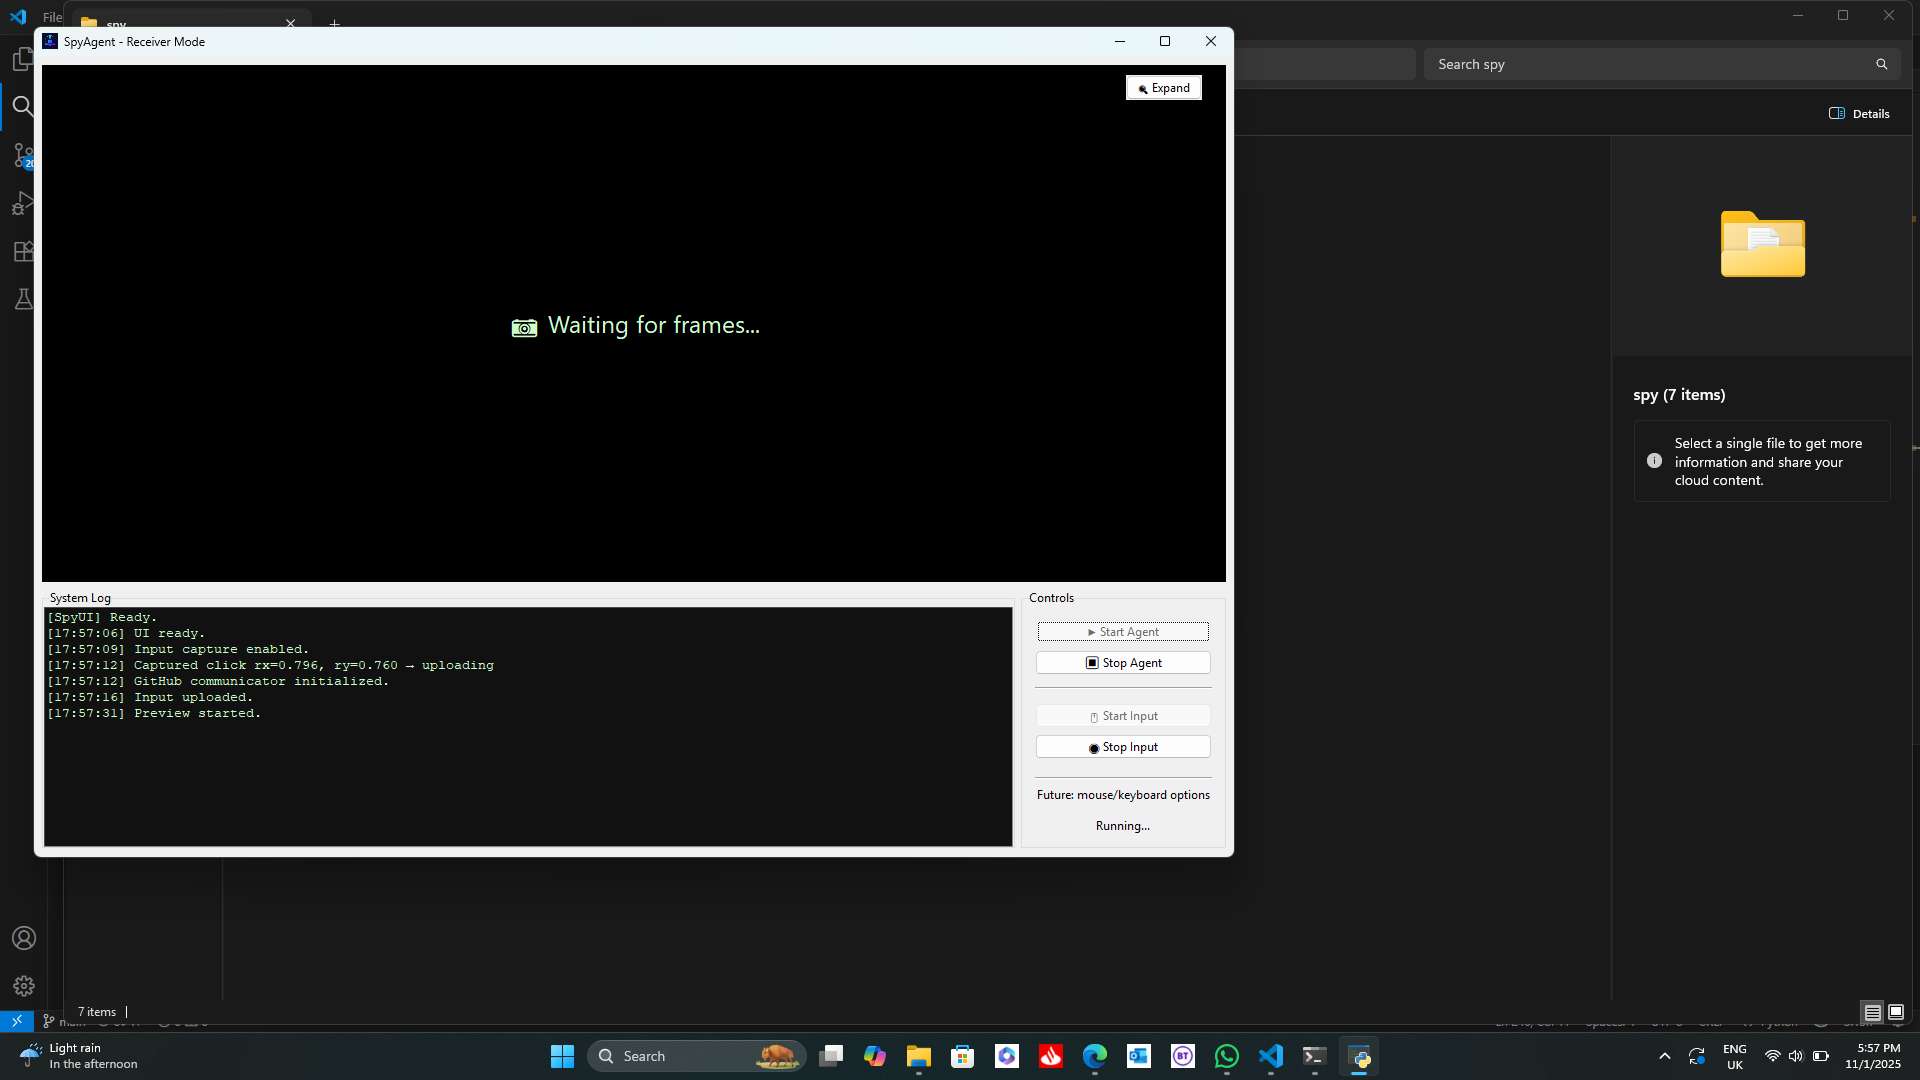 File
spy
SpyAgent - Receiver Mode
Search spy
Expand
Details
20
Waiting for frames...
spy (7 items)
Select a single file to get more
information and share your
cloud content.
System Log
[SpyUI] Ready.
[17:57:06] UI ready.
[17:57:09] Input capture enabled.
[17:57:12] Captured click rx=0.796, ry=0.760 → uploading
[17:57:12] GitHub communicator initialized.
[17:57:16] Input uploaded.
[17:57:31] Preview started.
Controls
Start Agent
Stop Agent
Start Input
Stop Input
Future: mouse/keyboard options
Running...
7 items
Light rain
In the afternoon
Search
BT
ENG
UK
5:57 PM
11/1/2025